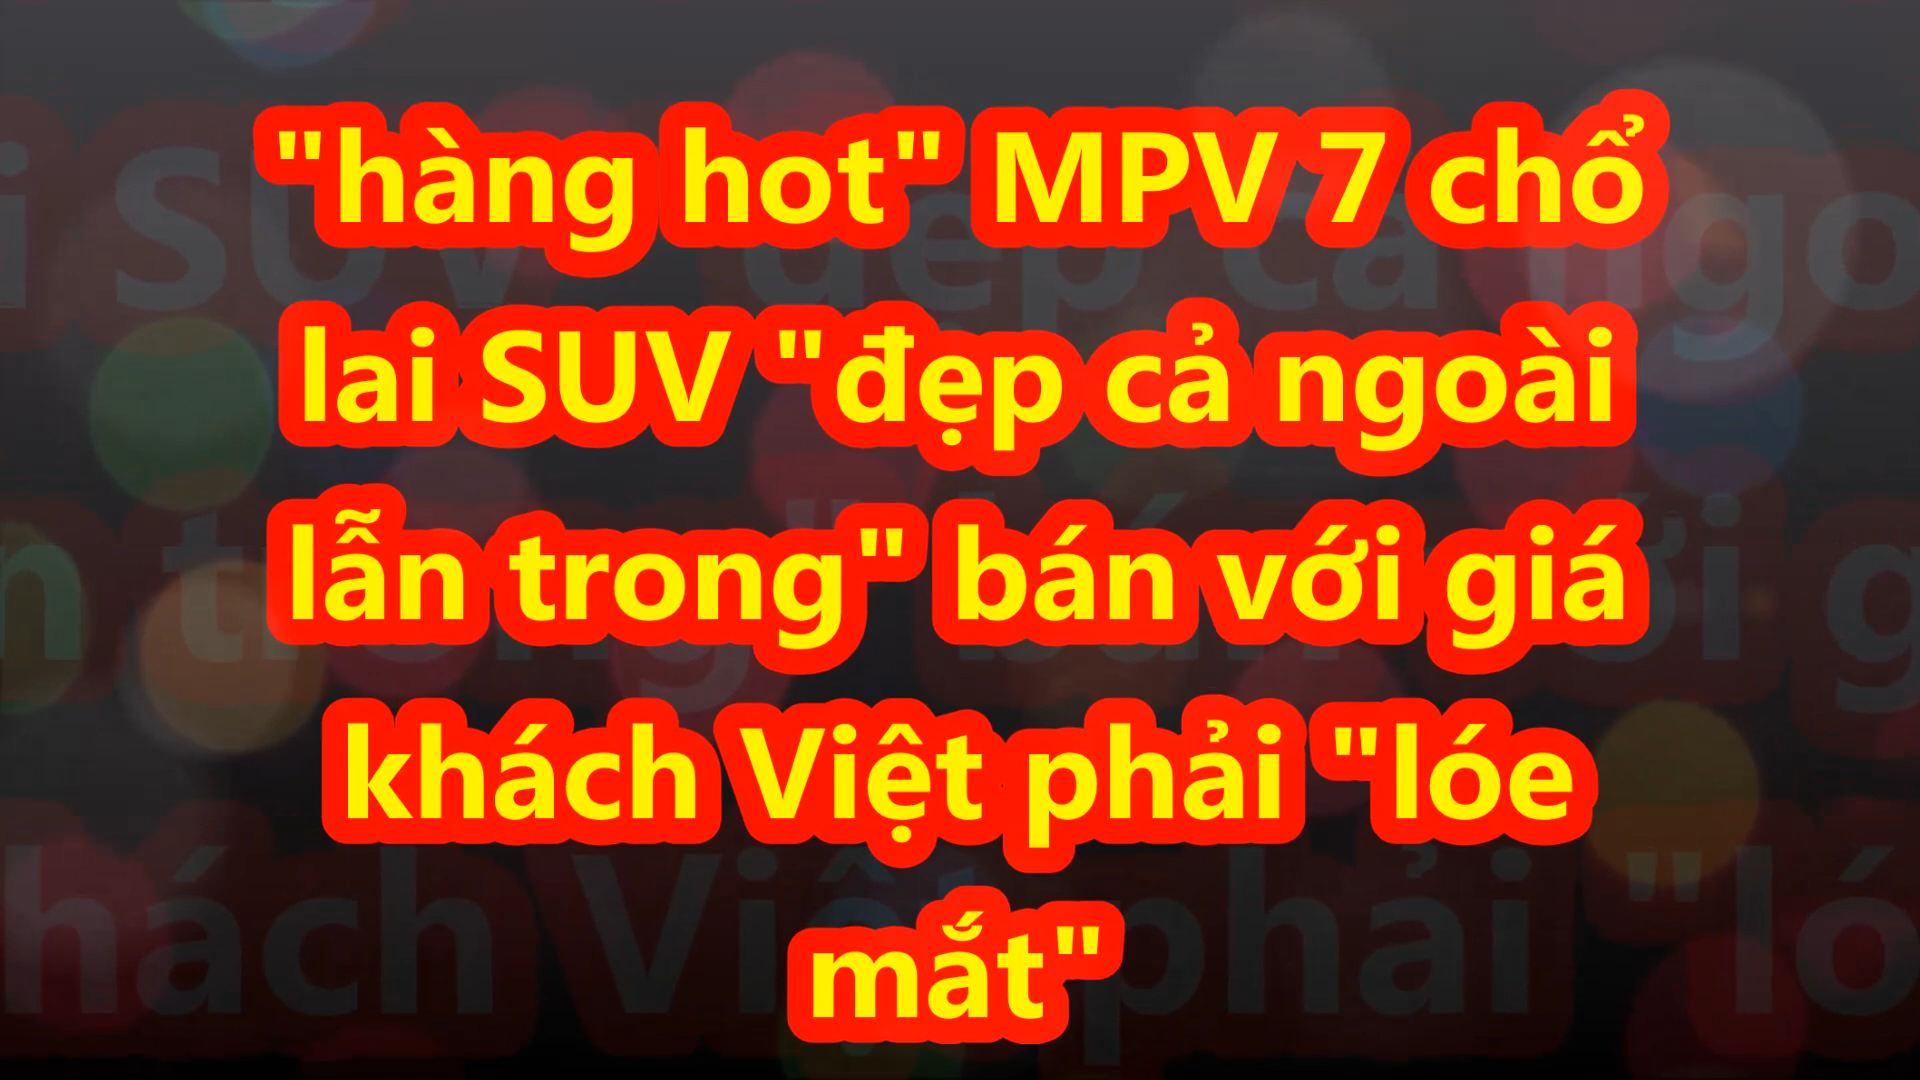 "hàng hot" MPV 7 chổ
lai SUV "đẹp cả ngoài
lẫn trong" bán với giá
khách Việt phải "lóe
mắt"